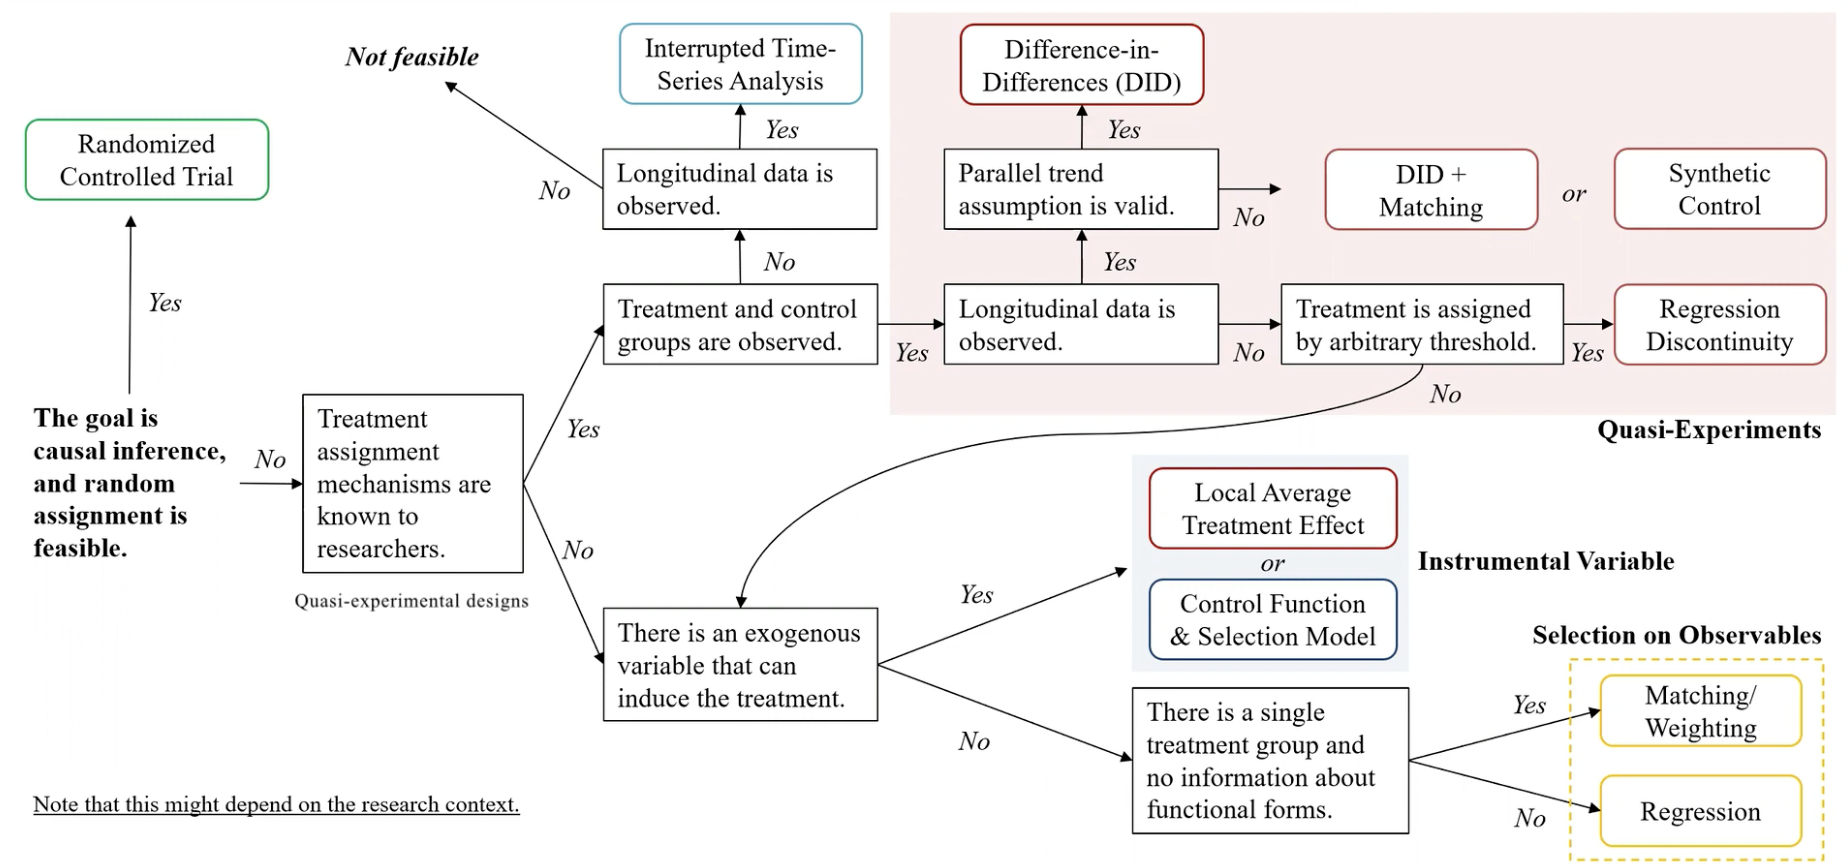 Not feasible
Interrupted Time-
Series Analysis
Difference-in-
Differences (DID)
Yes
Yes
Randomized
Controlled Trial
No
Longitudinal data is
observed.
Parallel trend
assumption is valid.
No
DID +
Matching
or
Synthetic
Control
Yes
No
Yes
Treatment and control
groups are observed.
Yes
Longitudinal data is
observed.
No
Treatment is assigned
by arbitrary threshold.
Yes
Regression
Discontinuity
No
Quasi-Experiments
The goal is
causal inference,
and random
assignment is
feasible.
No
Treatment
assignment
mechanisms are
known to
researchers.
Yes
No
Quasi-experimental designs
Local Average
Treatment Effect
or
Control Function
& Selection Model
Instrumental Variable
There is an exogenous
variable that can
induce the treatment.
Yes
No
Selection on Observables
There is a single
treatment group and
no information about
functional forms.
Yes
Matching/
Weighting
No
Regression
Note that this might depend on the research context.